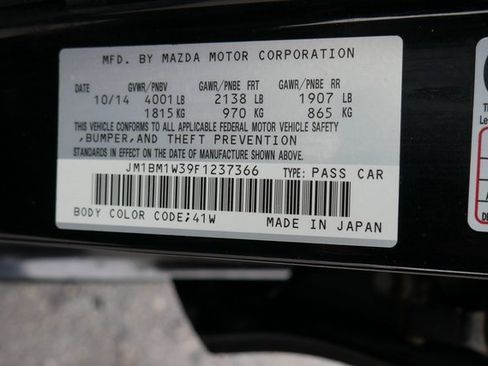 MFD. BY MAZDA MOTOR CORPORATION
DATE GVWR/PNBV GAWR/PNBE FRT GAWR/PNBE RR
10/14 4001 LB 2138 LB 1907 LB
1815 KG 970 KG 865 KG
THIS VEHICLE CONFORMS TO ALL APPLICABLE FEDERAL MOTOR VEHICLE SAFETY
,BUMPER,AND THEFT PREVENTION
STANDARDS IN EFFECT ON THE DATE OF MANUFACTURE SHOWN ABOVE.
JM1BM1W39F1237366 TYPE: PASS CAR
BODY COLOR CODE;41W MADE IN JAPAN